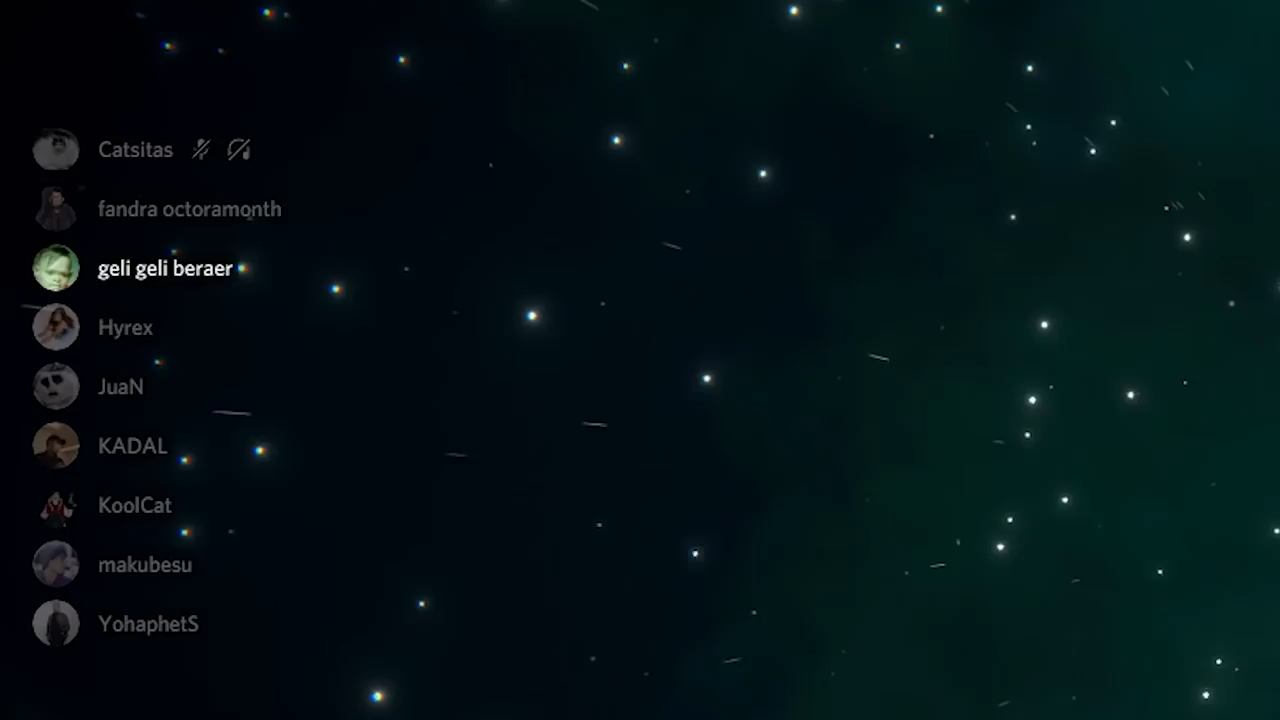 Catsitas
fandra octoramonth
geli geli beraer
Hyrex
JuaN
KADAL
KoolCat
makubesu
YohaphetS